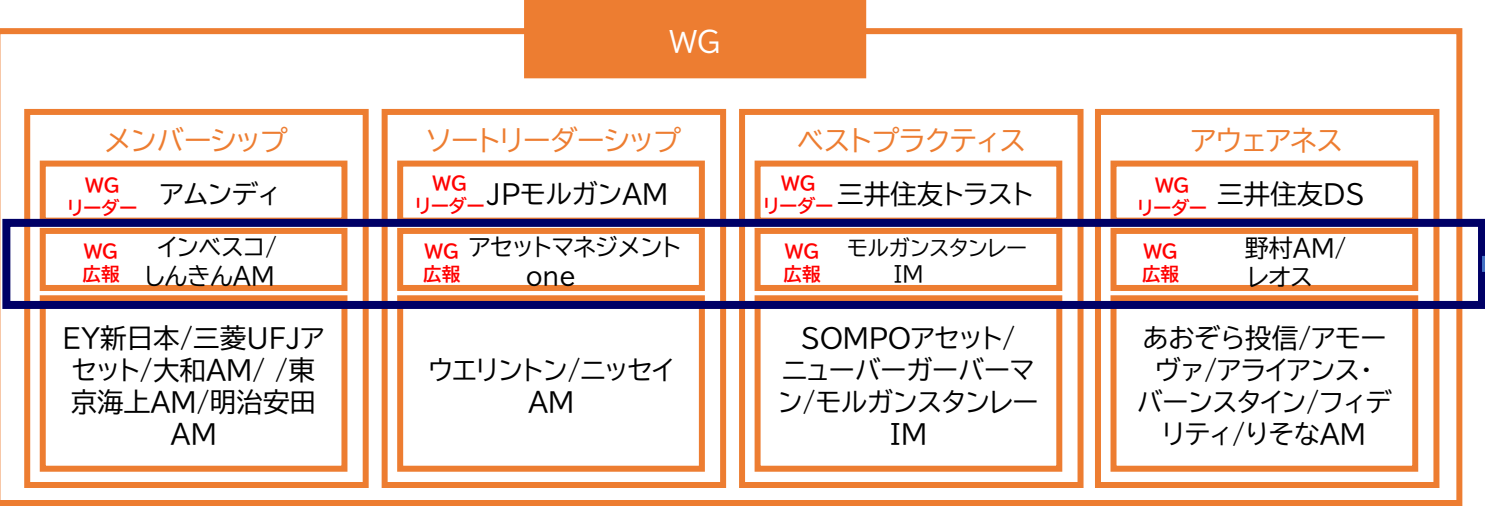 WG
メンバーシップ
WG
リーダー
アムンディ
WG
広報
インベスコ/
しんきんAM
EY新日本/三菱UFJア
セット/大和AM/ /東
京海上AM/明治安田
AM
ソートリーダーシップ
WG
リーダー
JPモルガンAM
WG
広報
アセットマネジメント
one
ウエリントン/ニッセイ
AM
ベストプラクティス
WG
リーダー
三井住友トラスト
WG
広報
モルガンスタンレー
IM
SOMPOアセット/
ニューバーガーバーマ
ン/モルガンスタンレー
IM
アウェアネス
WG
リーダー
三井住友DS
WG
広報
野村AM/
レオス
あおぞら投信/アモー
ヴァ/アライアンス・
バーンスタイン/フィデ
リティ/りそなAM